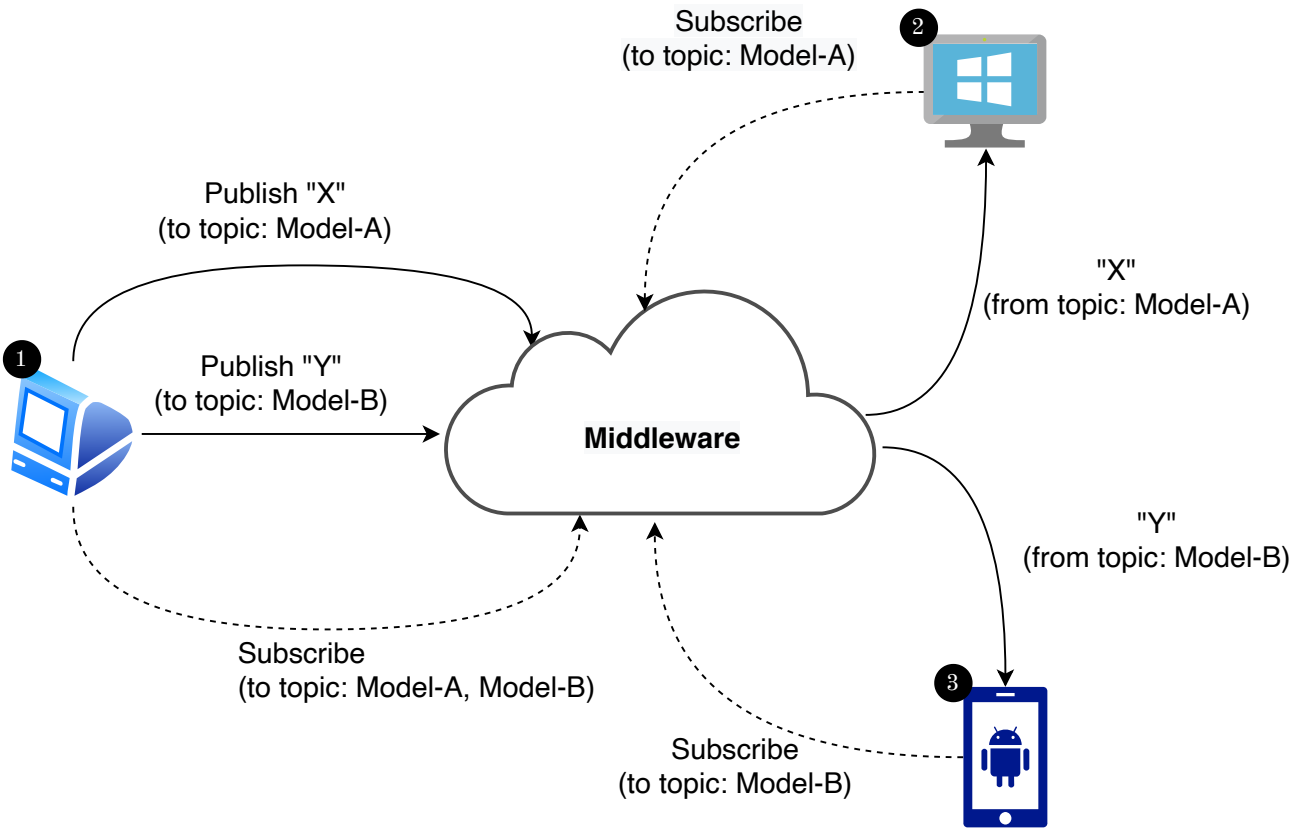 Subscribe
(to topic: Model-A)
2
Publish "X"
(to topic: Model-A)
"X"
(from topic: Model-A)
1
Publish "Y"
(to topic: Model-B)
Middleware
"Y"
(from topic: Model-B)
Subscribe
(to topic: Model-A, Model-B)
3
Subscribe
(to topic: Model-B)